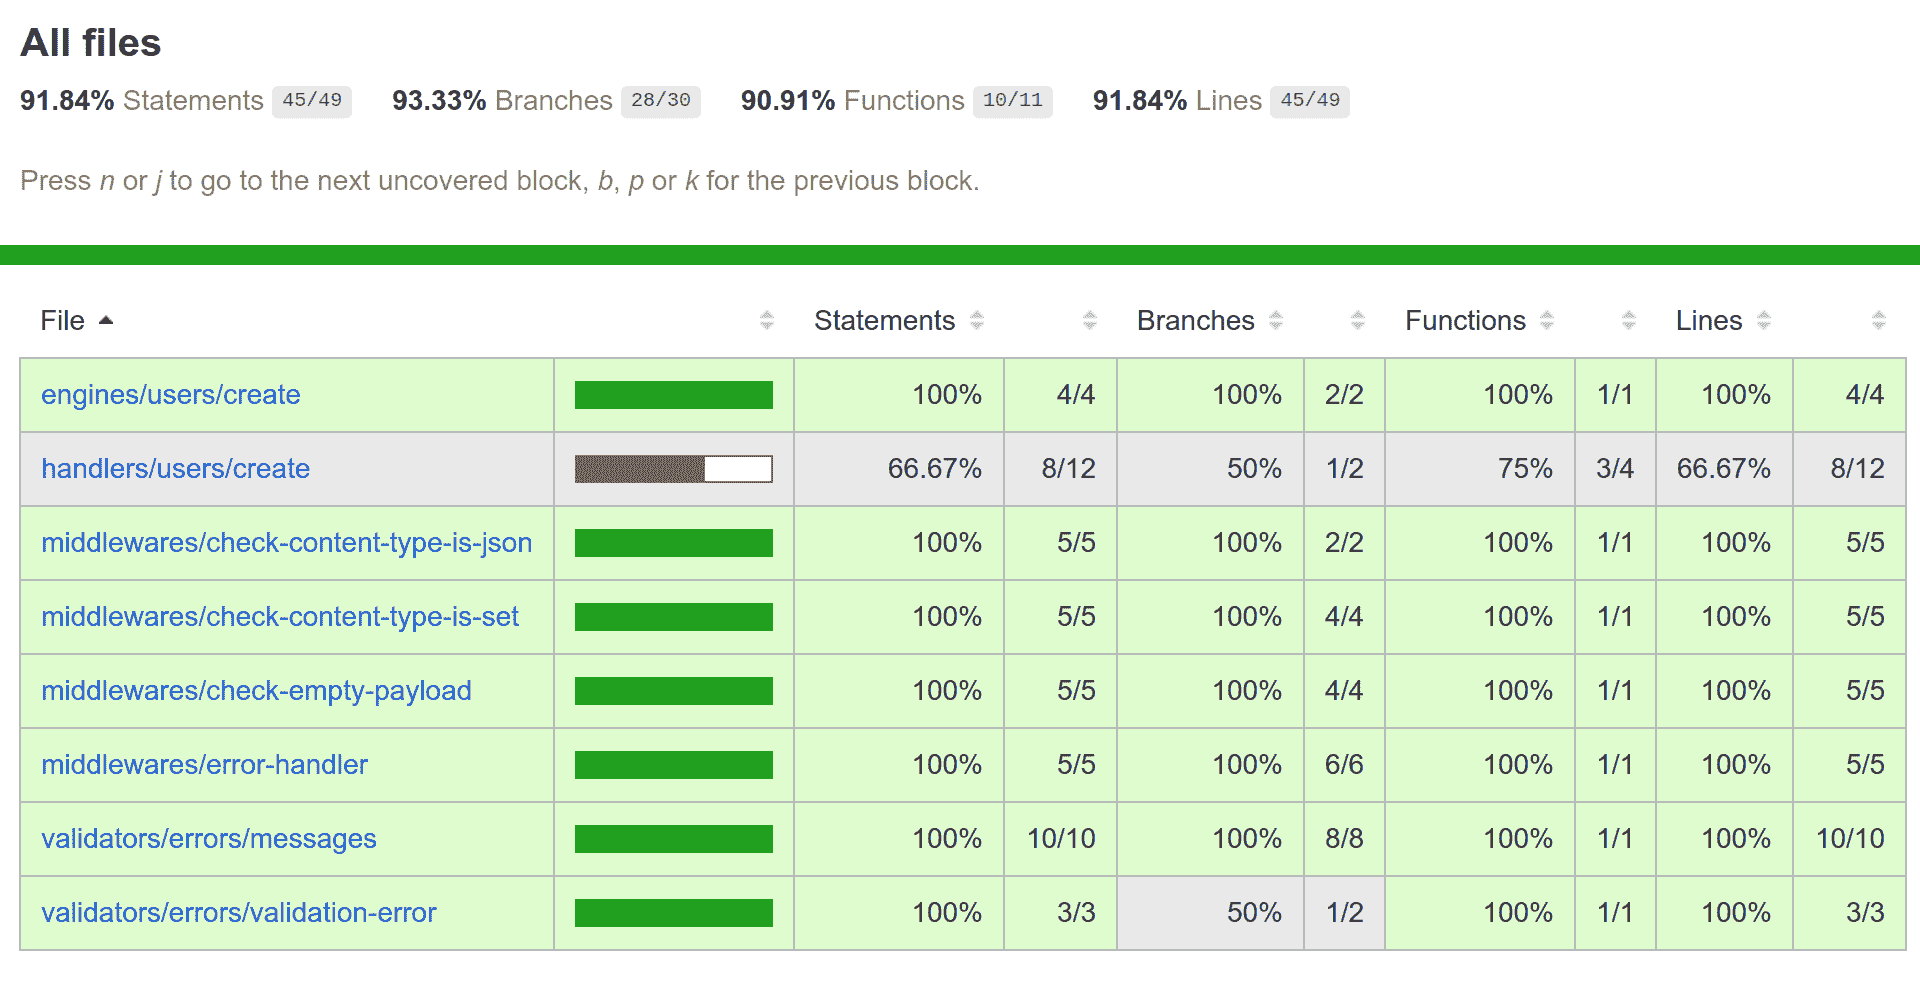 All files
91.84% Statements 45/49 93.33% Branches 28/30 90.91% Functions 10/11 91.84% Lines 45/49
Press n or j to go to the next uncovered block, b, p or k for the previous block.
File Statements Branches Functions Lines
engines/users/create 100% 4/4 100% 2/2 100% 1/1 100% 4/4
handlers/users/create 66.67% 8/12 50% 1/2 75% 3/4 66.67% 8/12
middlewares/check-content-type-is-json 100% 5/5 100% 2/2 100% 1/1 100% 5/5
middlewares/check-content-type-is-set 100% 5/5 100% 4/4 100% 1/1 100% 5/5
middlewares/check-empty-payload 100% 5/5 100% 4/4 100% 1/1 100% 5/5
middlewares/error-handler 100% 5/5 100% 6/6 100% 1/1 100% 5/5
validators/errors/messages 100% 10/10 100% 8/8 100% 1/1 100% 10/10
validators/errors/validation-error 100% 3/3 50% 1/2 100% 1/1 100% 3/3